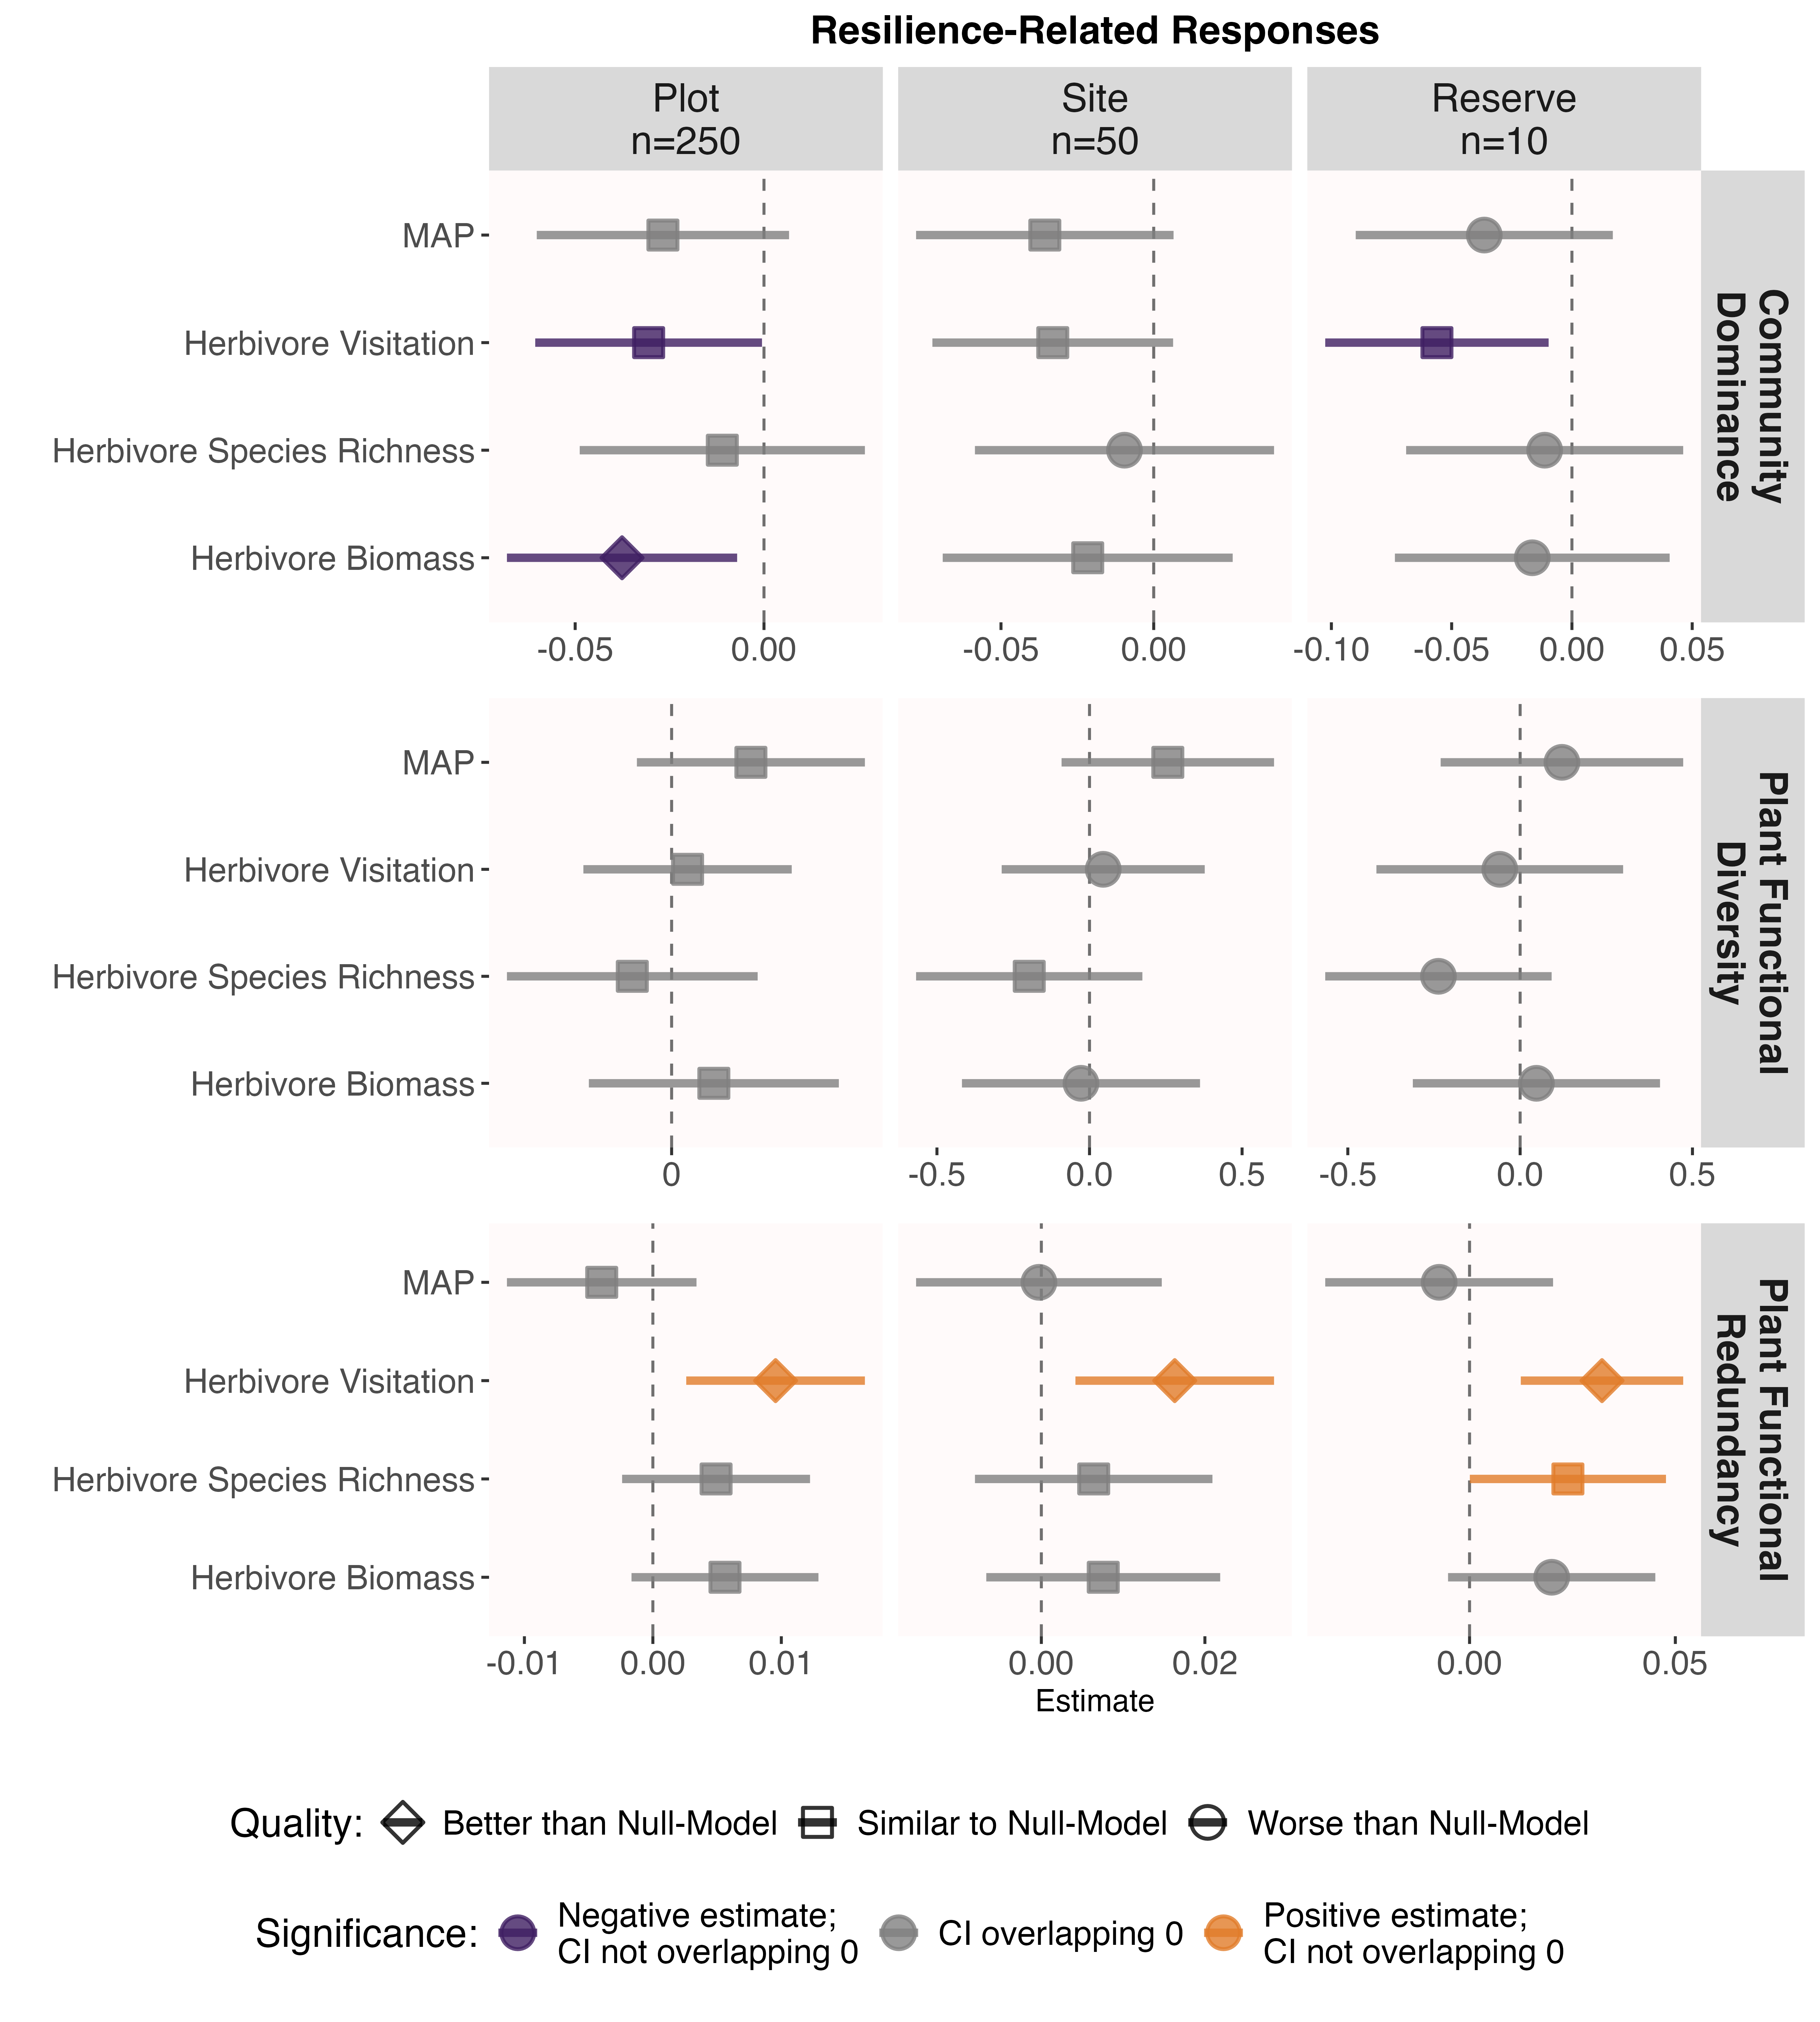 Resilience-Related Responses
Plot
n=250
Site
n=50
Reserve
n=10
MAP
Herbivore Visitation
Herbivore Species Richness
Herbivore Biomass
Community
Dominance
-0.05 0.00
-0.05 0.00
-0.10 -0.05 0.00 0.05
MAP
Herbivore Visitation
Herbivore Species Richness
Herbivore Biomass
Plant Functional
Diversity
0
-0.5 0.0 0.5
-0.5 0.0 0.5
MAP
Herbivore Visitation
Herbivore Species Richness
Herbivore Biomass
Plant Functional
Redundancy
-0.01 0.00 0.01
0.00 0.02
0.00 0.05
Estimate
Quality: Better than Null-Model Similar to Null-Model Worse than Null-Model
Significance: Negative estimate;
CI not overlapping 0
CI overlapping 0
Positive estimate;
CI not overlapping 0